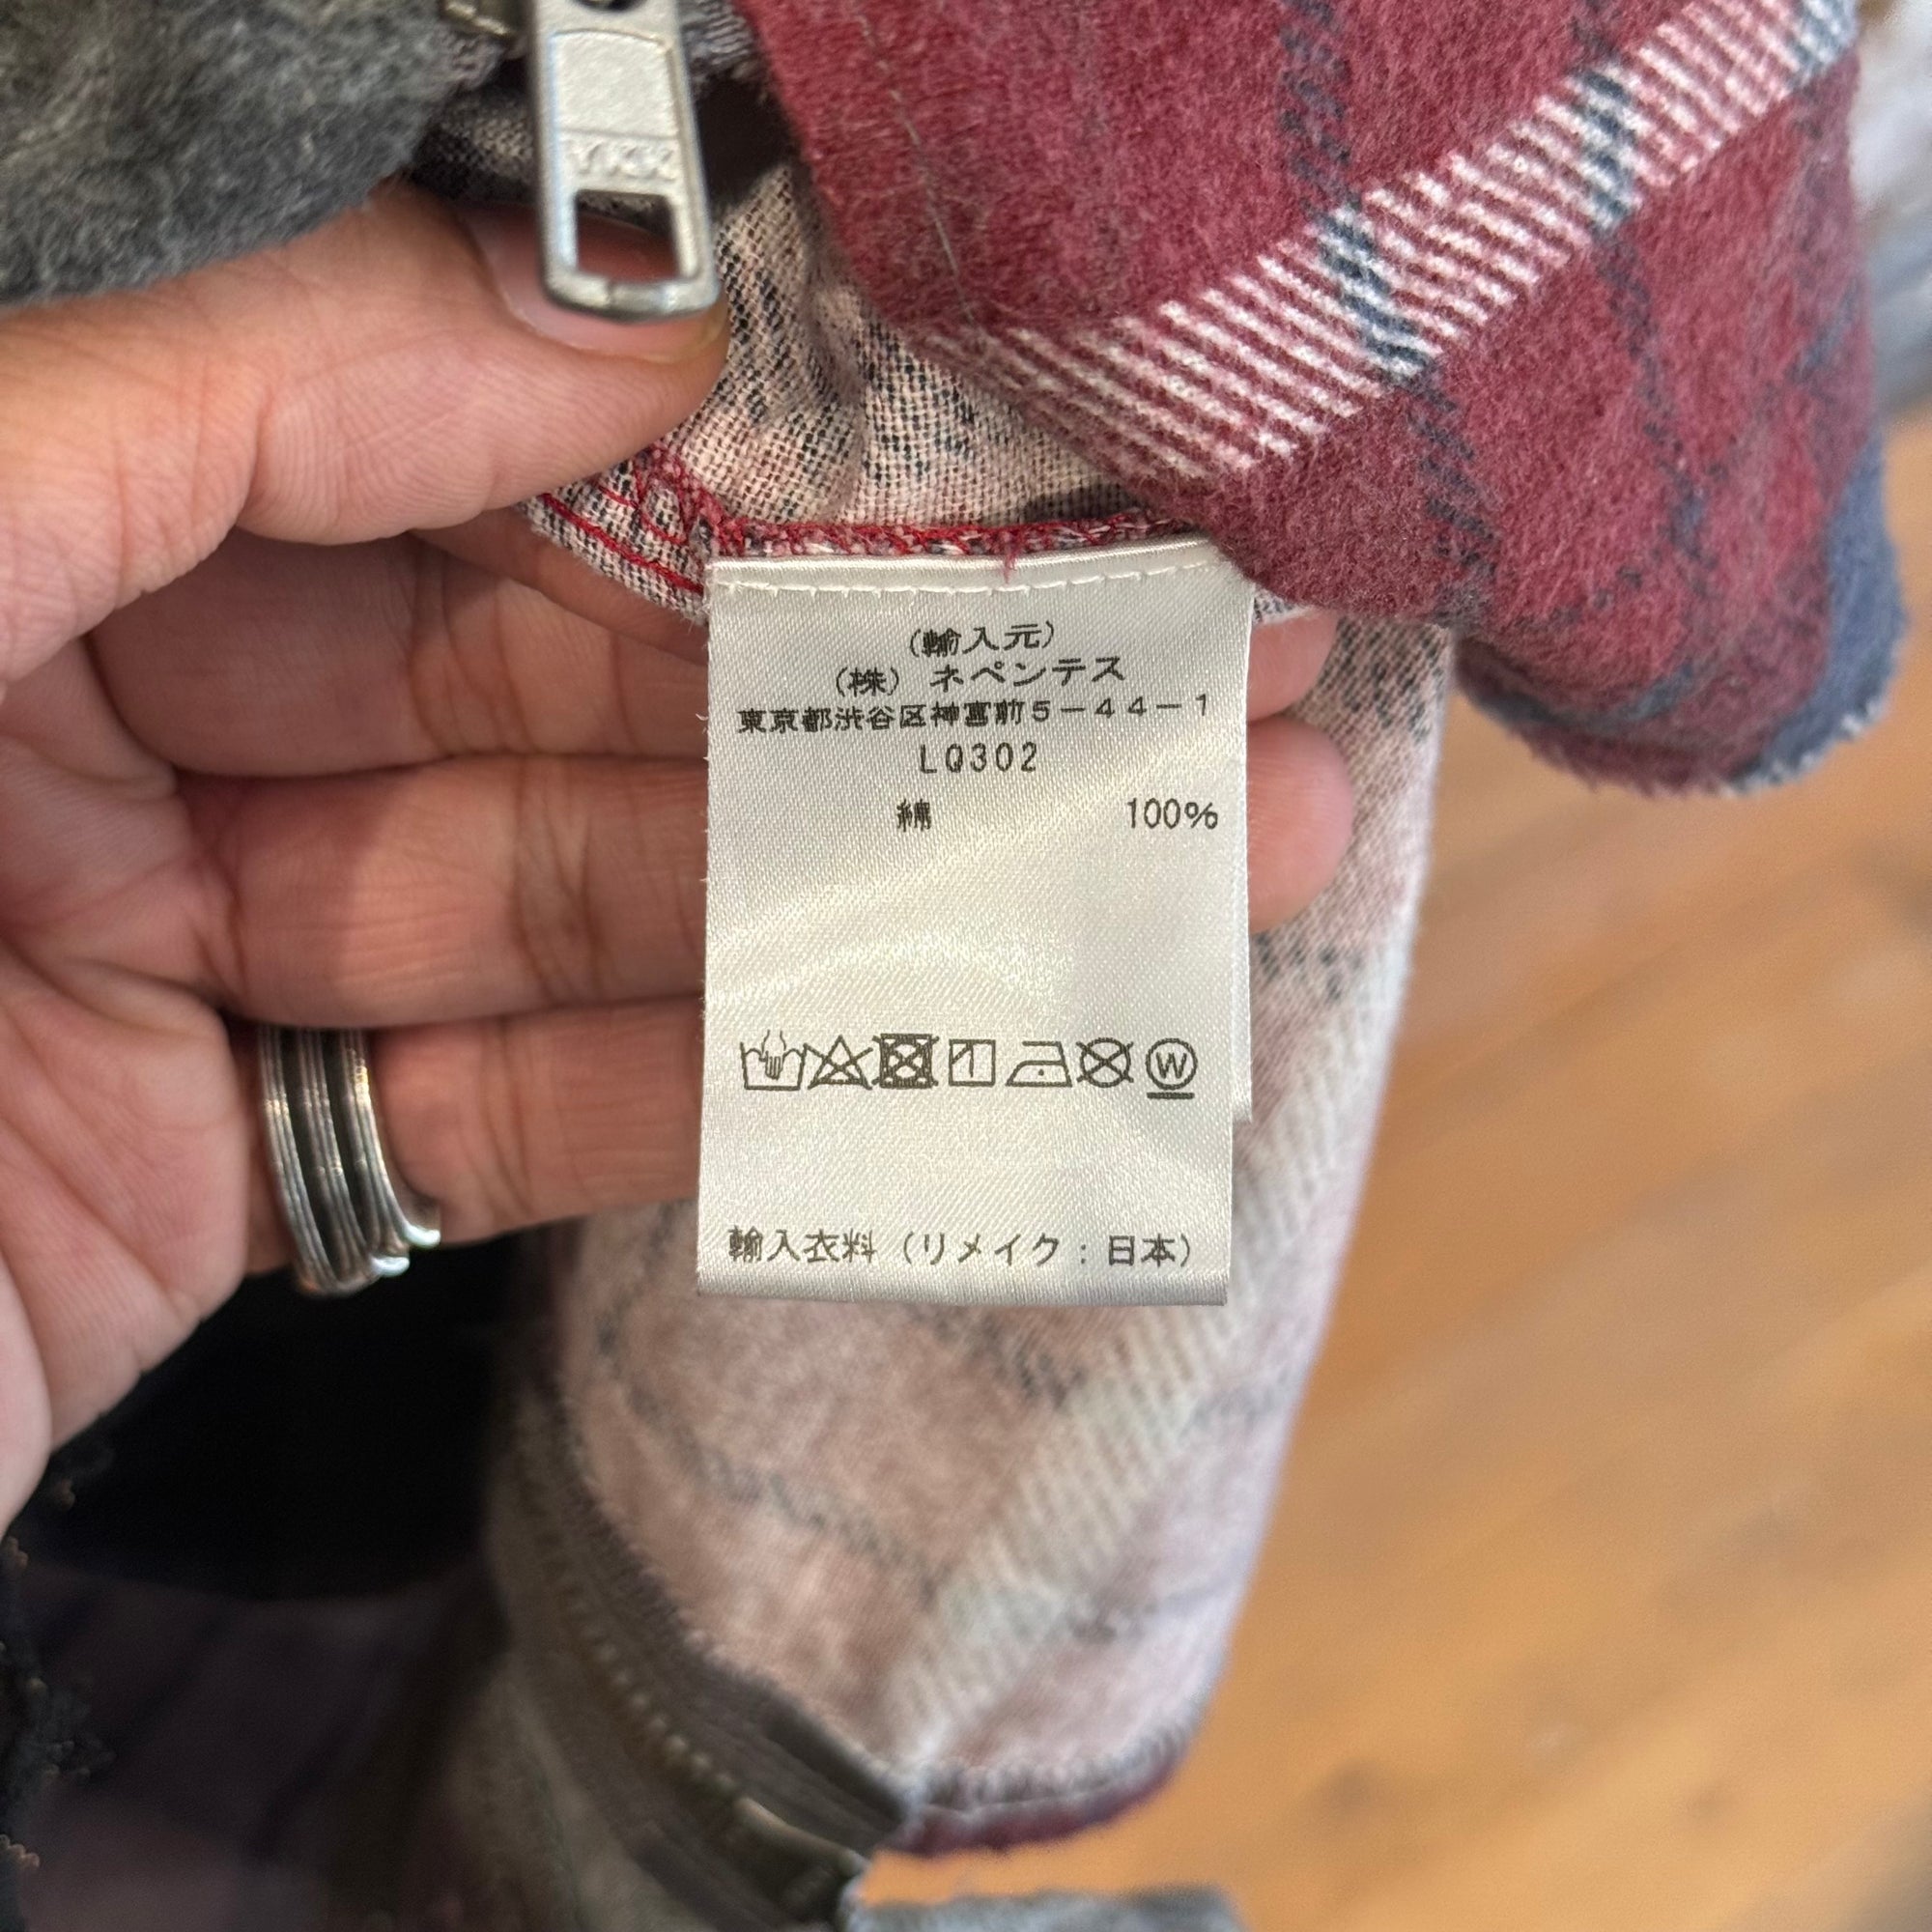 YKK
(輸入元)
(株) ネペンテス
東京都渋谷区神宮前5-44-1
LQ302
綿 100%
W
輸入衣料 (リメイク:日本)